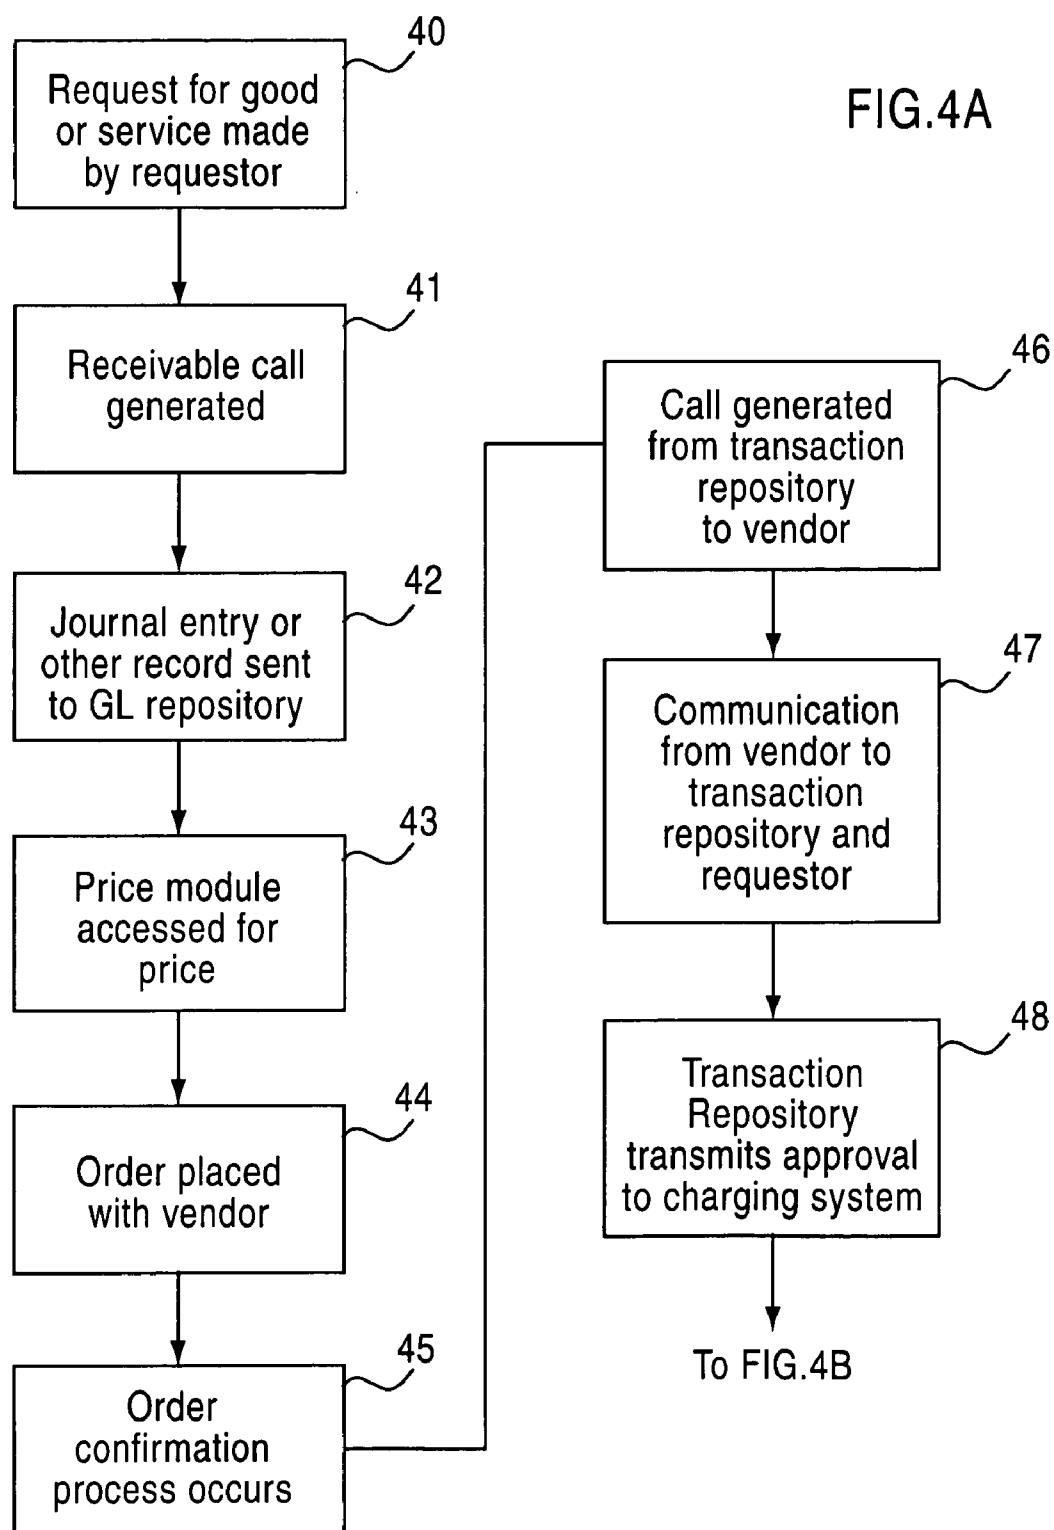 FIG.4A
40
Request for good
or service made
by requestor
41
Receivable call
generated
42
Journal entry or
other record sent
to GL repository
43
Price module
accessed for
price
44
Order placed
with vendor
45
Order
confirmation
process occurs
46
Call generated
from transaction
repository
to vendor
47
Communication
from vendor to
transaction
repository and
requestor
48
Transaction
Repository
transmits approval
to charging system
To FIG.4B